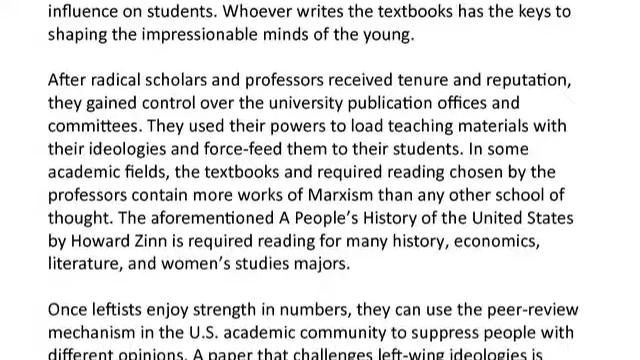 influence on students. Whoever writes the textbooks has the keys to
shaping the impressionable minds of the young.
After radical scholars and professors received tenure and reputation,
they gained control over the university publication offices and
committees. They used their powers to load teaching materials with
their ideologies and force-feed them to their students. In some
academic fields, the textbooks and required reading chosen by the
professors contain more works of Marxism than any other school of
thought. The aforementioned A People's History of the United States
by Howard Zinn is required reading for many history, economics,
literature, and women's studies majors.
Once leftists enjoy strength in numbers, they can use the peer-review
mechanism in the U.S. academic community to suppress people with
different opinions. A paper that challenges left-wing ideologies is